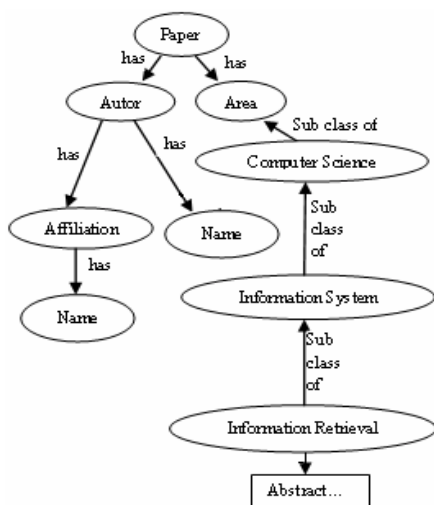 Paper
has
has
Autor
Area
Sub class of
has
has
Computer Science
Affiliation
Name
Sub
class
of
has
Name
Information System
Sub
class
of
Information Retrieval
Abstract...